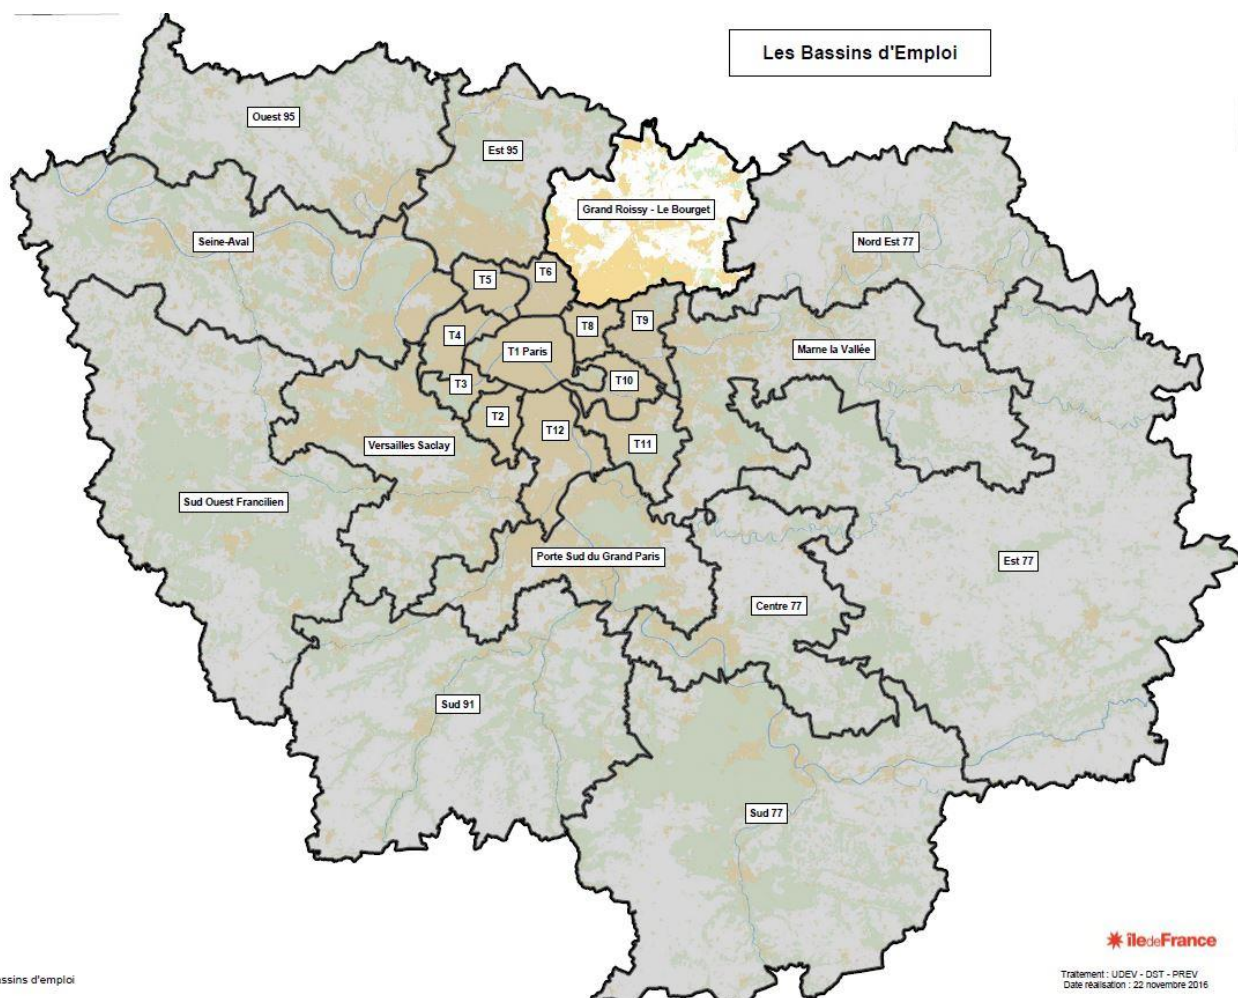 Les Bassins d'Emploi
Ouest 95
Est 95
Grand Roissy - Le Bourget
Seine-Aval
Nord Est 77
T6
T5
T8
T9
T4
T1 Paris
Marne la Vallée
T3
T10
T2
T12
T11
Versailles Saclay
Sud Ouest Francilien
Porte Sud du Grand Paris
Est 77
Centre 77
Sud 91
Sud 77
îledeFrance
d'emploi
Traitement : UDEV - DST - PREV
Date réalisation : 22 novembre 2016